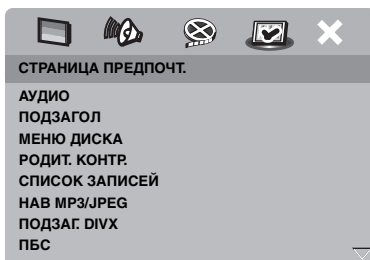 СТРАНИЦА ПРЕДПОЧТ.
АУДИО
ПОДЗАГОЛ
МЕНЮ ДИСКА
РОДИТ. КОНТР.
СПИСОК ЗАПИСЕЙ
НАВ MP3/JPEG
ПОДЗАГ. DIVX
ПБС